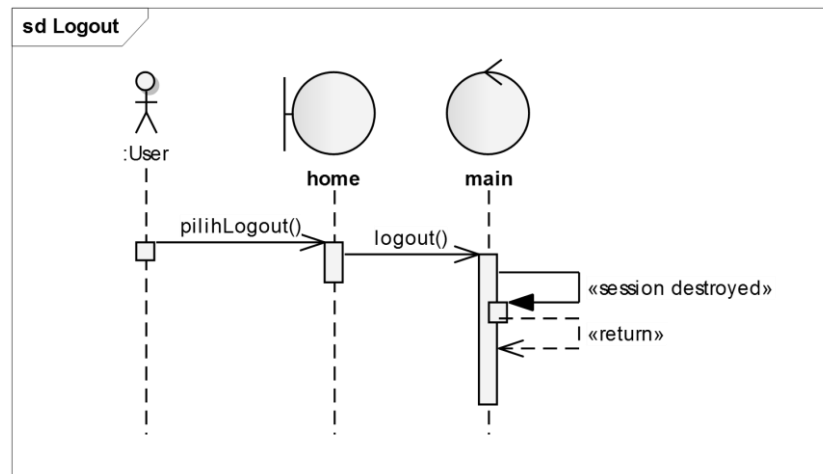 sd Logout
:User
home
main
pilihLogout()
logout()
«session destroyed»
«return»